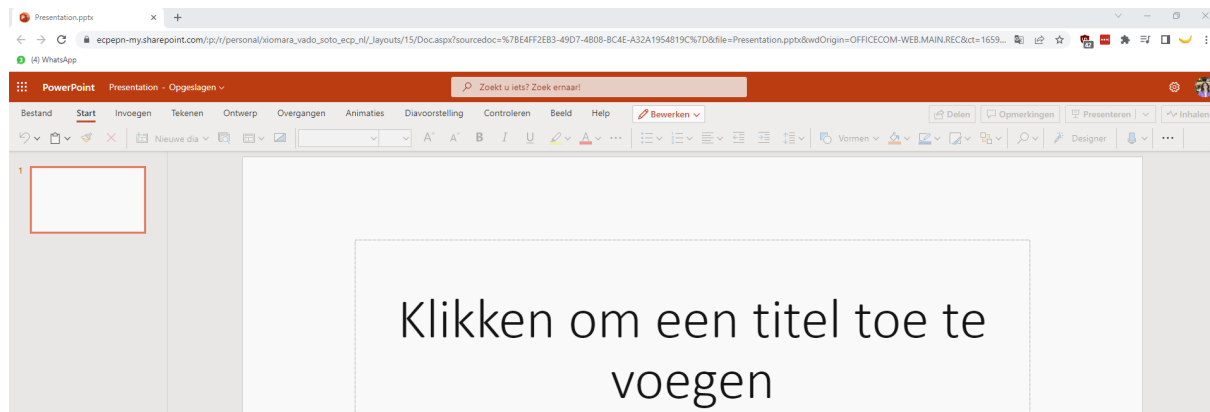 Presentation.pptx
ecpepn-my.sharepoint.com/:p:/r/personal/xiomara_vado_soto_ecp_nl/_layouts/15/Doc.aspx?sourcedoc=%7BE4FF2EB3-49D7-4B08-BC4E-A32A1954819C%7D&file=Presentation.pptx&wdOrigin=OFFICECOM-WEB.MAIN.REC&ct=1659...
(4) WhatsApp
PowerPoint Presentation - Opgeslagen Zoekt u iets? Zoek ernaar!
Bestand Start Invoegen Tekenen Ontwerp Overgangen Animaties Diavoorstelling Controleren Beeld Help Bewerken Delen Opmerkingen Presenteren Inhalen
Nieuwe dia A A B I U A Vormen Designer
1
Klikken om een titel toe te
voegen